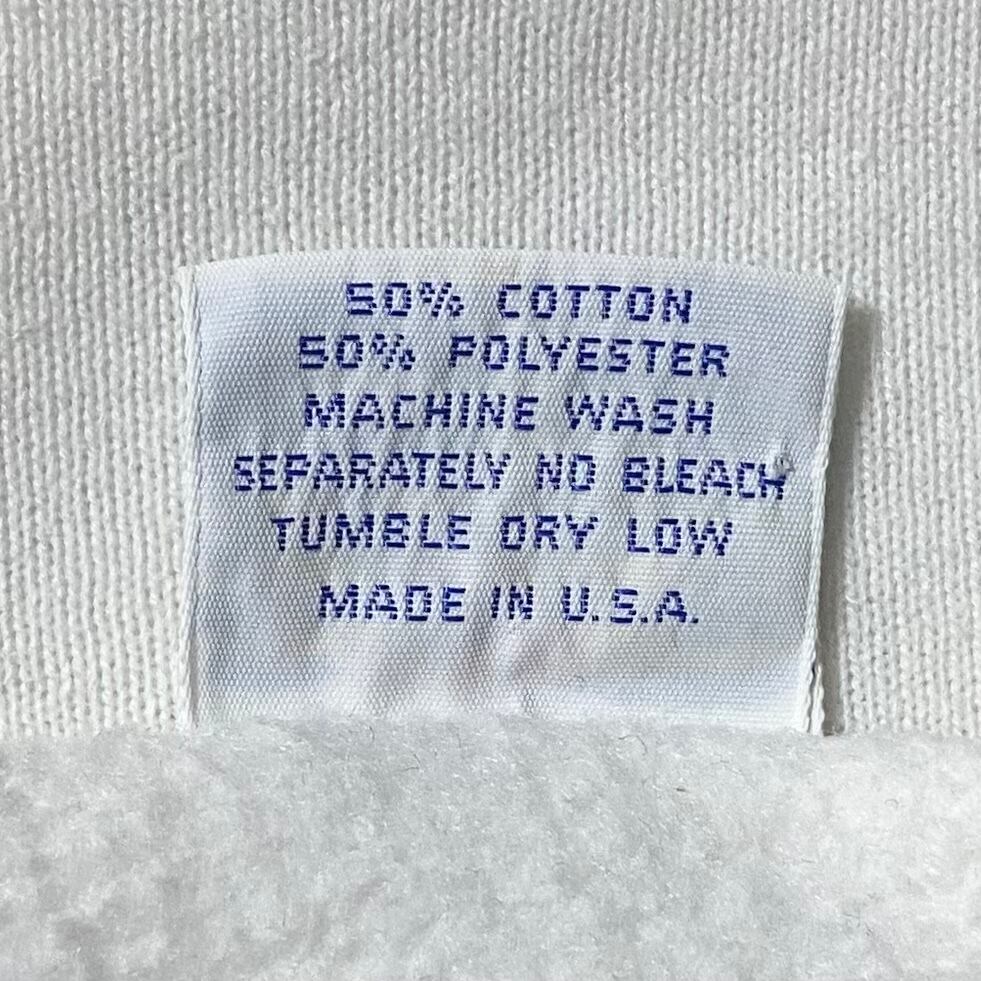 50% COTTON
50% POLYESTER
MACHINE WASH
SEPARATELY NO BLEACH
TUMBLE DRY LOW
MADE IN U.S.A.